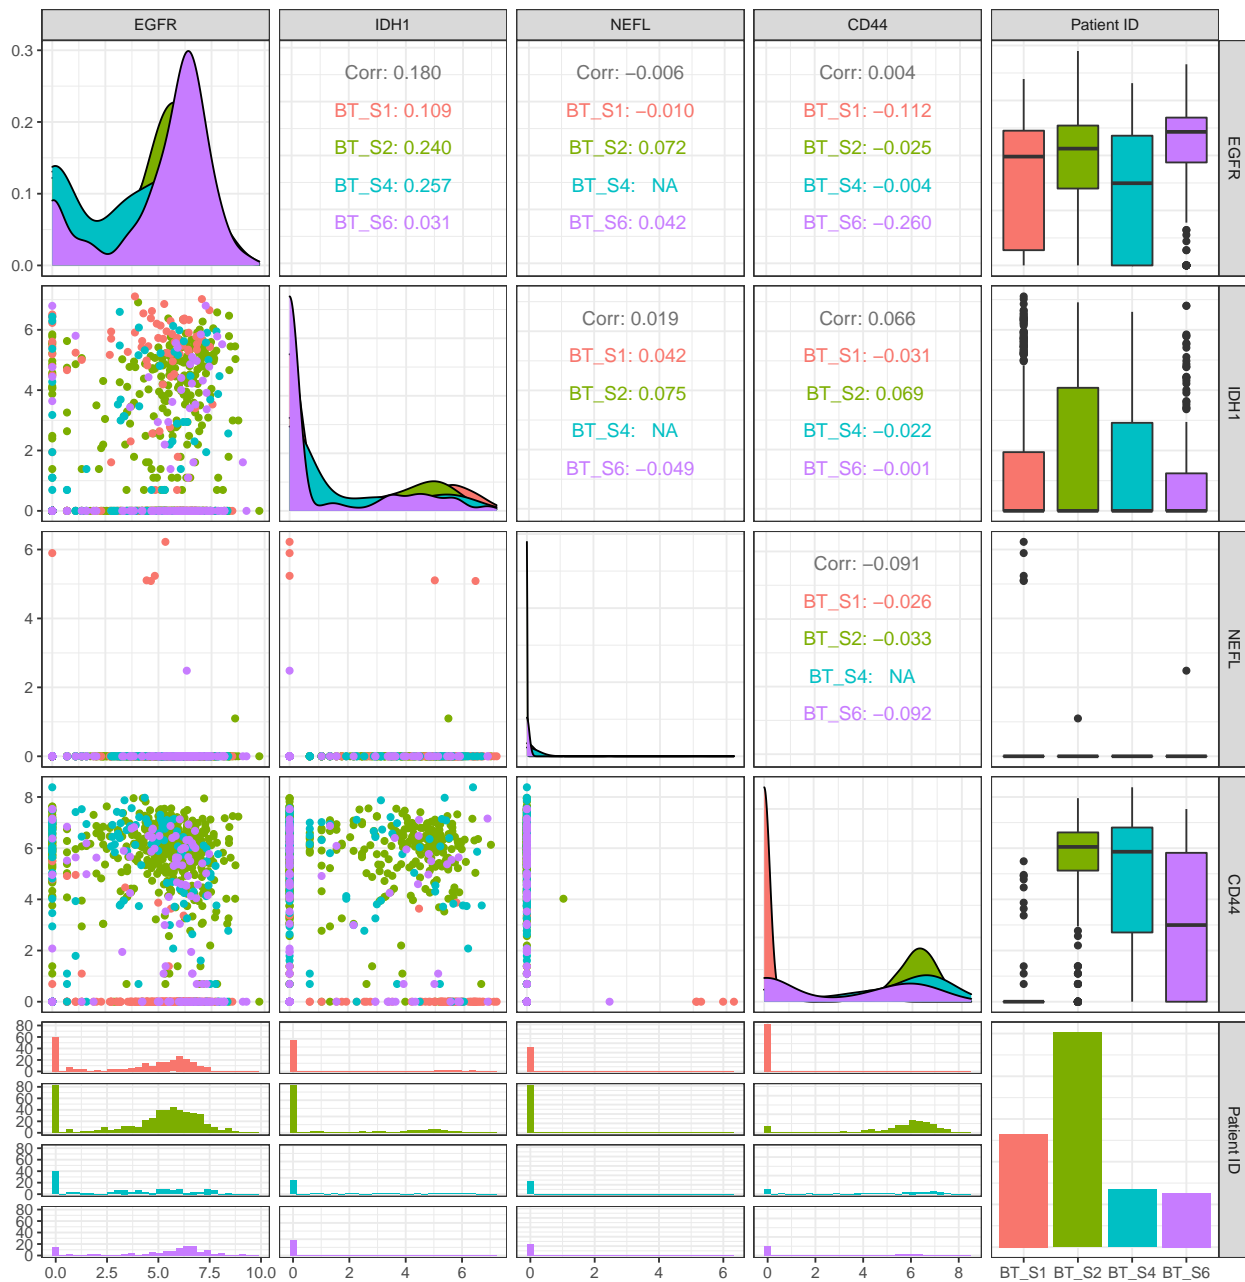 EGFR IDH1 NEFL CD44 Patient ID
0.3
0.2
0.1
0.0
Corr: 0.180
BT_S1: 0.109
BT_S2: 0.240
BT_S4: 0.257
BT_S6: 0.031
Corr: −0.006
BT_S1: −0.010
BT_S2: 0.072
BT_S4: NA
BT_S6: 0.042
Corr: 0.004
BT_S1: −0.112
BT_S2: −0.025
BT_S4: −0.004
BT_S6: −0.260
EGFR
6
4
2
0
Corr: 0.019
BT_S1: 0.042
BT_S2: 0.075
BT_S4: NA
BT_S6: −0.049
Corr: 0.066
BT_S1: −0.031
BT_S2: 0.069
BT_S4: −0.022
BT_S6: −0.001
IDH1
6
4
2
0
Corr: −0.091
BT_S1: −0.026
BT_S2: −0.033
BT_S4: NA
BT_S6: −0.092
NEFL
8
6
4
2
0
CD44
80
60
40
20
0
80
60
40
20
0
80
60
40
20
0
80
60
40
20
0
Patient ID
0.0 2.5 5.0 7.5 10.0 0 2 4 6 0 2 4 6 0 2 4 6 8 BT_S1 BT_S2 BT_S4 BT_S6